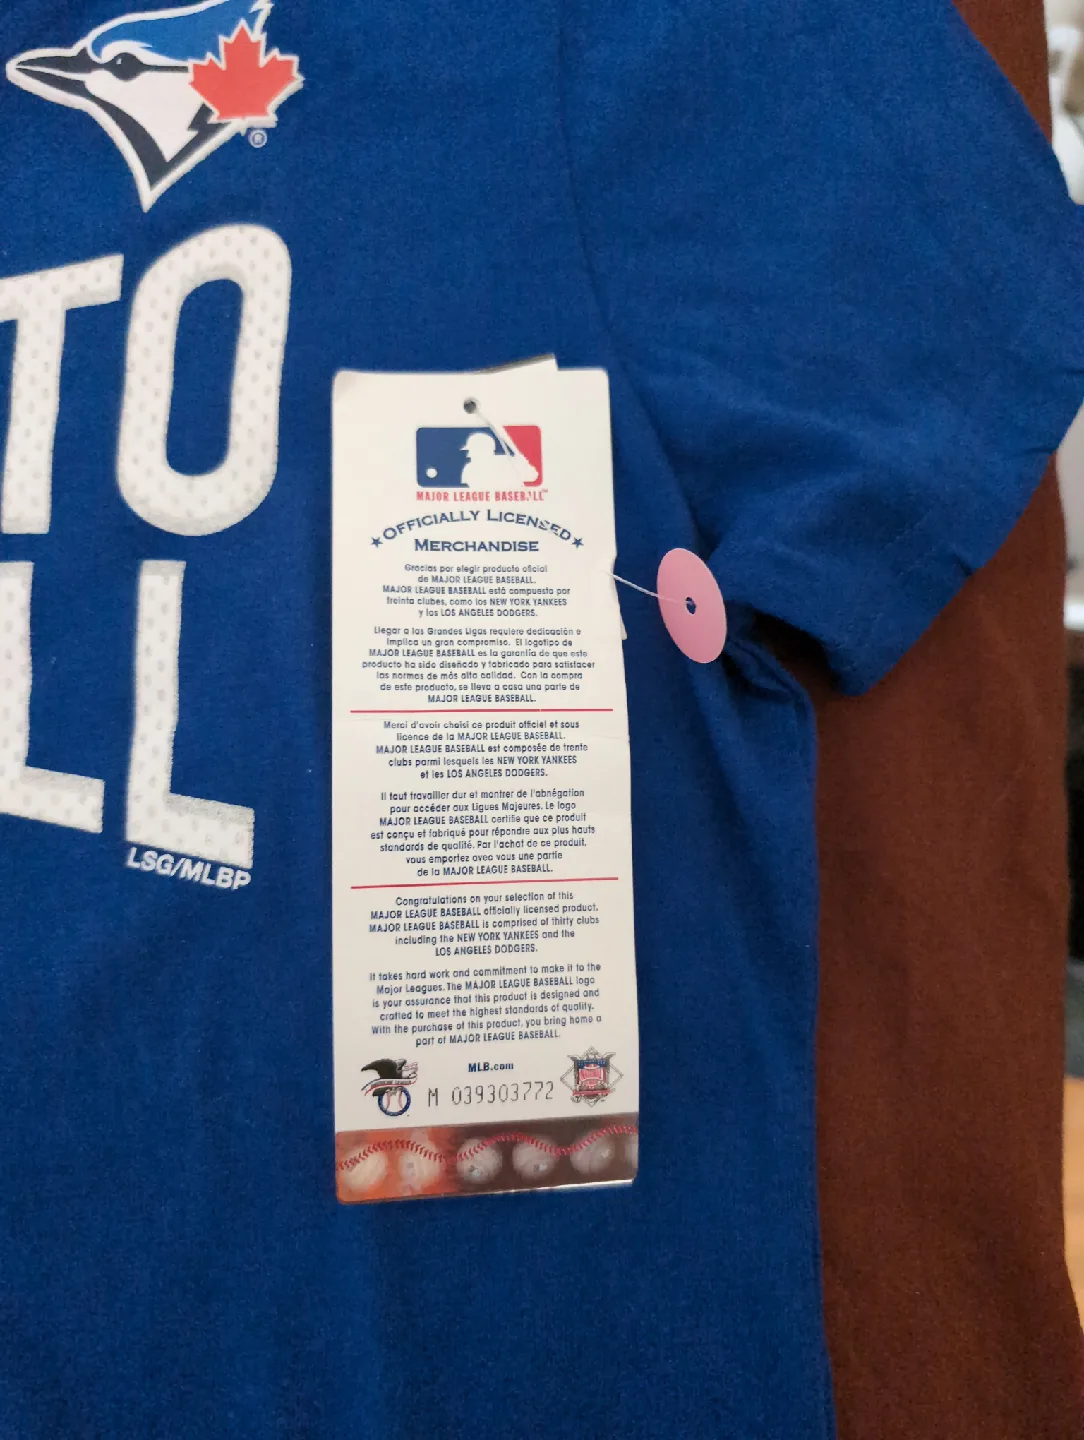 ®
TO
LL
LSG/MLBP
MAJOR LEAGUE BASEBALL™
OFFICIALLY LICENSED
MERCHANDISE
Gracias por elegir producto oficial
de MAJOR LEAGUE BASEBALL.
MAJOR LEAGUE BASEBALL está compuesto por
treinta clubes, como los NEW YORK YANKEES
y los LOS ANGELES DODGERS.
Llegar a las Grandes Ligas requiere dedicación e
implica un gran compromiso. El logotipo de
MAJOR LEAGUE BASEBALL es la garantía de que este
producto ha sido diseñado y fabricado para satisfacer
las normas de más alta calidad. Con la compra
de este producto, se lleva a casa una parte de
MAJOR LEAGUE BASEBALL.
Merci d'avoir choisi ce produit officiel et sous
licence de la MAJOR LEAGUE BASEBALL.
MAJOR LEAGUE BASEBALL est composée de trente
clubs parmi lesquels les NEW YORK YANKEES
et les LOS ANGELES DODGERS.
Il faut travailler dur et montrer de l'abnégation
pour accéder aux Ligues Majeures. Le logo
MAJOR LEAGUE BASEBALL certifie que ce produit
est conçu et fabriqué pour répondre aux plus hauts
standards de qualité. Par l'achat de ce produit,
vous emportez avec vous une partie
de la MAJOR LEAGUE BASEBALL.
Congratulations on your selection of this
MAJOR LEAGUE BASEBALL officially licensed product.
MAJOR LEAGUE BASEBALL is comprised of thirty clubs
including the NEW YORK YANKEES and the
LOS ANGELES DODGERS.
It takes hard work and commitment to make it to the
Major Leagues. The MAJOR LEAGUE BASEBALL logo
is your assurance that this product is designed and
crafted to meet the highest standards of quality.
With the purchase of this product, you bring home a
part of MAJOR LEAGUE BASEBALL.
MLB.com
M 039303772